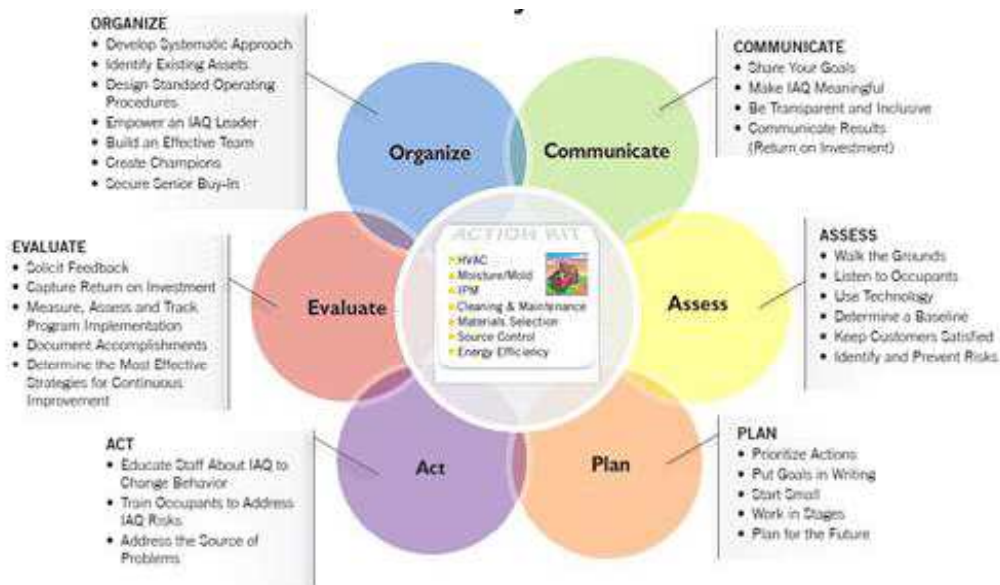 ORGANIZE
• Develop Systematic Approach
• Identify Existing Assets
• Design Standard Operating
Procedures
• Empower an IAQ Leader
• Build an Effective Team
• Create Champions
• Secure Senior Buy-In
COMMUNICATE
• Share Your Goals
• Make IAQ Meaningful
• Be Transparent and Inclusive
• Communicate Results
(Return on Investment)
Organize
Communicate
EVALUATE
• Solicit Feedback
• Capture Return on Investment
• Measure, Assess and Track
Program Implementation
• Document Accomplishments
• Determine the Most Effective
Strategies for Continuous
Improvement
Evaluate
ACTION KIT
HVAC
Moisture/Mold
IPM
Cleaning & Maintenance
Materials Selection
Source Control
Energy Efficiency
Assess
ASSESS
• Walk the Grounds
• Listen to Occupants
• Use Technology
• Determine a Baseline
• Keep Customers Satisfied
• Identify and Prevent Risks
ACT
• Educate Staff About IAQ to
Change Behavior
• Train Occupants to Address
IAQ Risks
• Address the Source of
Problems
Act
Plan
PLAN
• Prioritize Actions
• Put Goals in Writing
• Start Small
• Work in Stages
• Plan for the Future